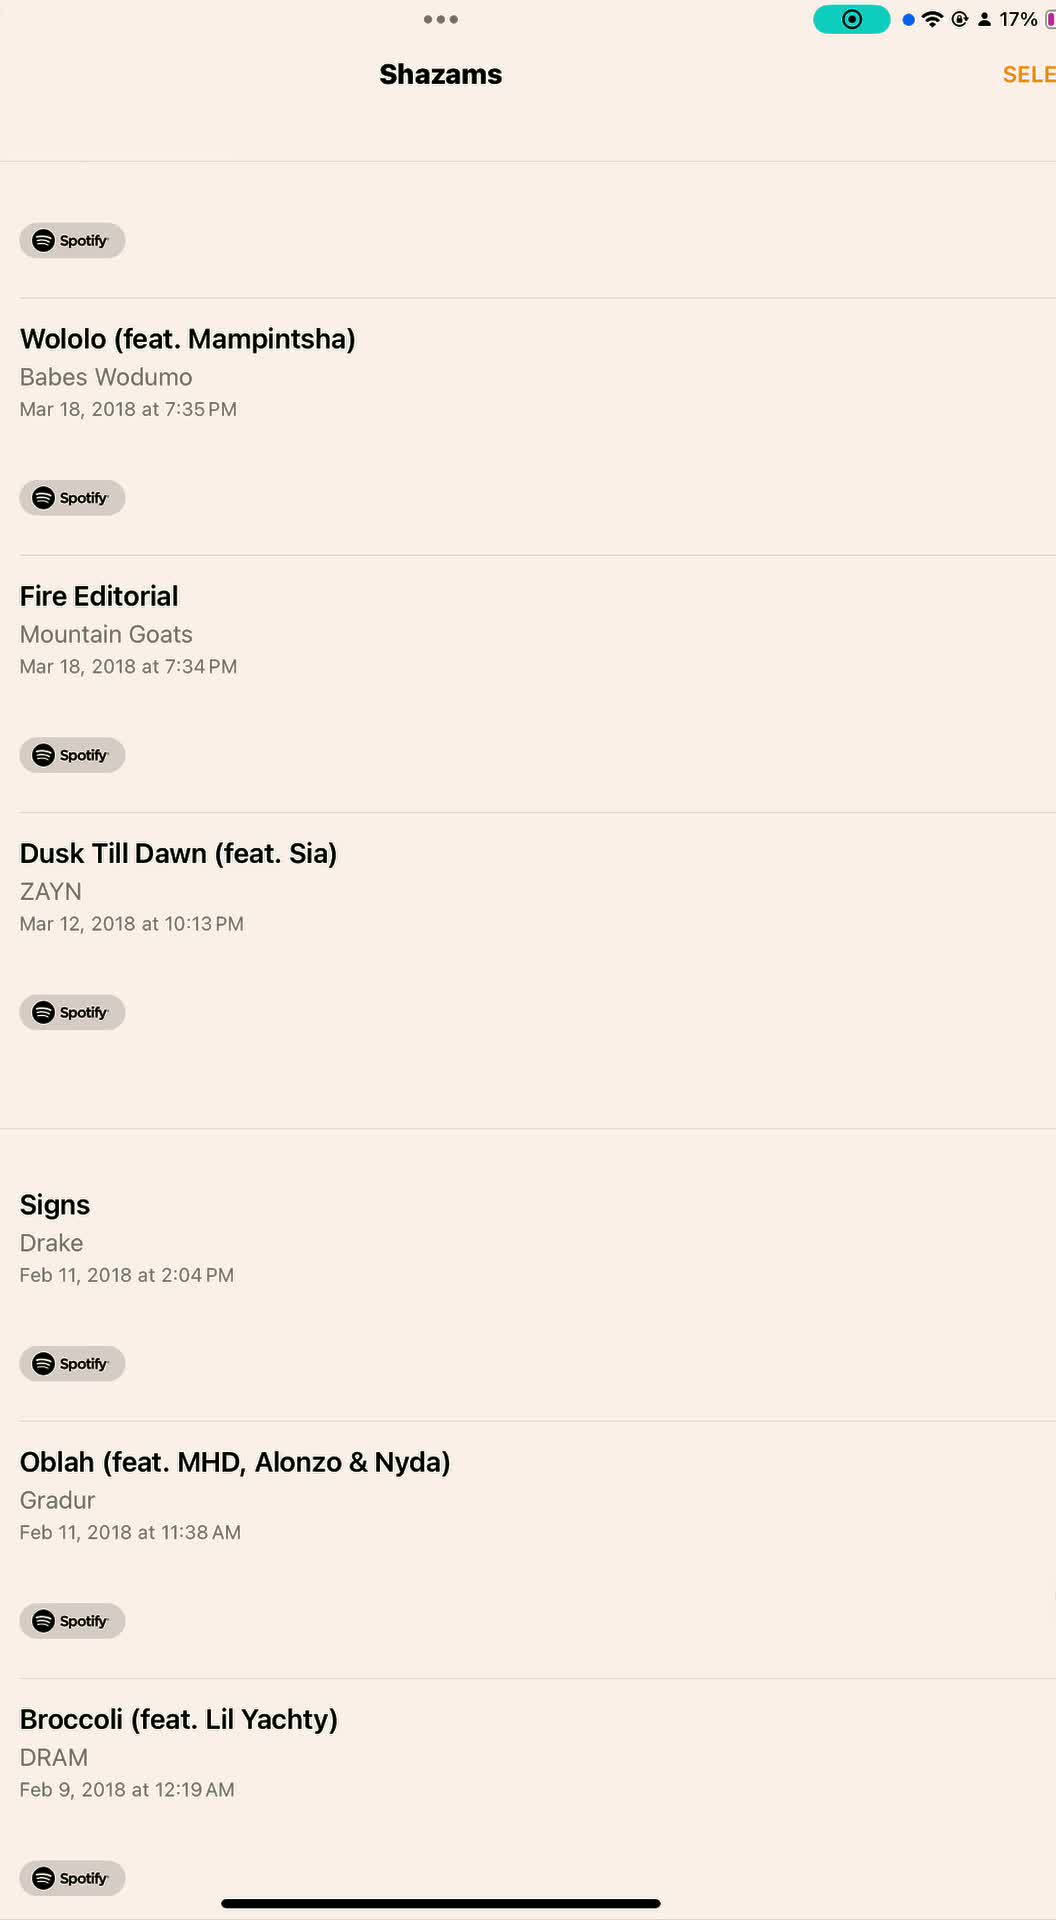 17%
Shazams
SELE
Spotify
Wololo (feat. Mampintsha)
Babes Wodumo
Mar 18, 2018 at 7:35 PM
Spotify
Fire Editorial
Mountain Goats
Mar 18, 2018 at 7:34 PM
Spotify
Dusk Till Dawn (feat. Sia)
ZAYN
Mar 12, 2018 at 10:13 PM
Spotify
Signs
Drake
Feb 11, 2018 at 2:04 PM
Spotify
Oblah (feat. MHD, Alonzo & Nyda)
Gradur
Feb 11, 2018 at 11:38 AM
Spotify
Broccoli (feat. Lil Yachty)
DRAM
Feb 9, 2018 at 12:19 AM
Spotify